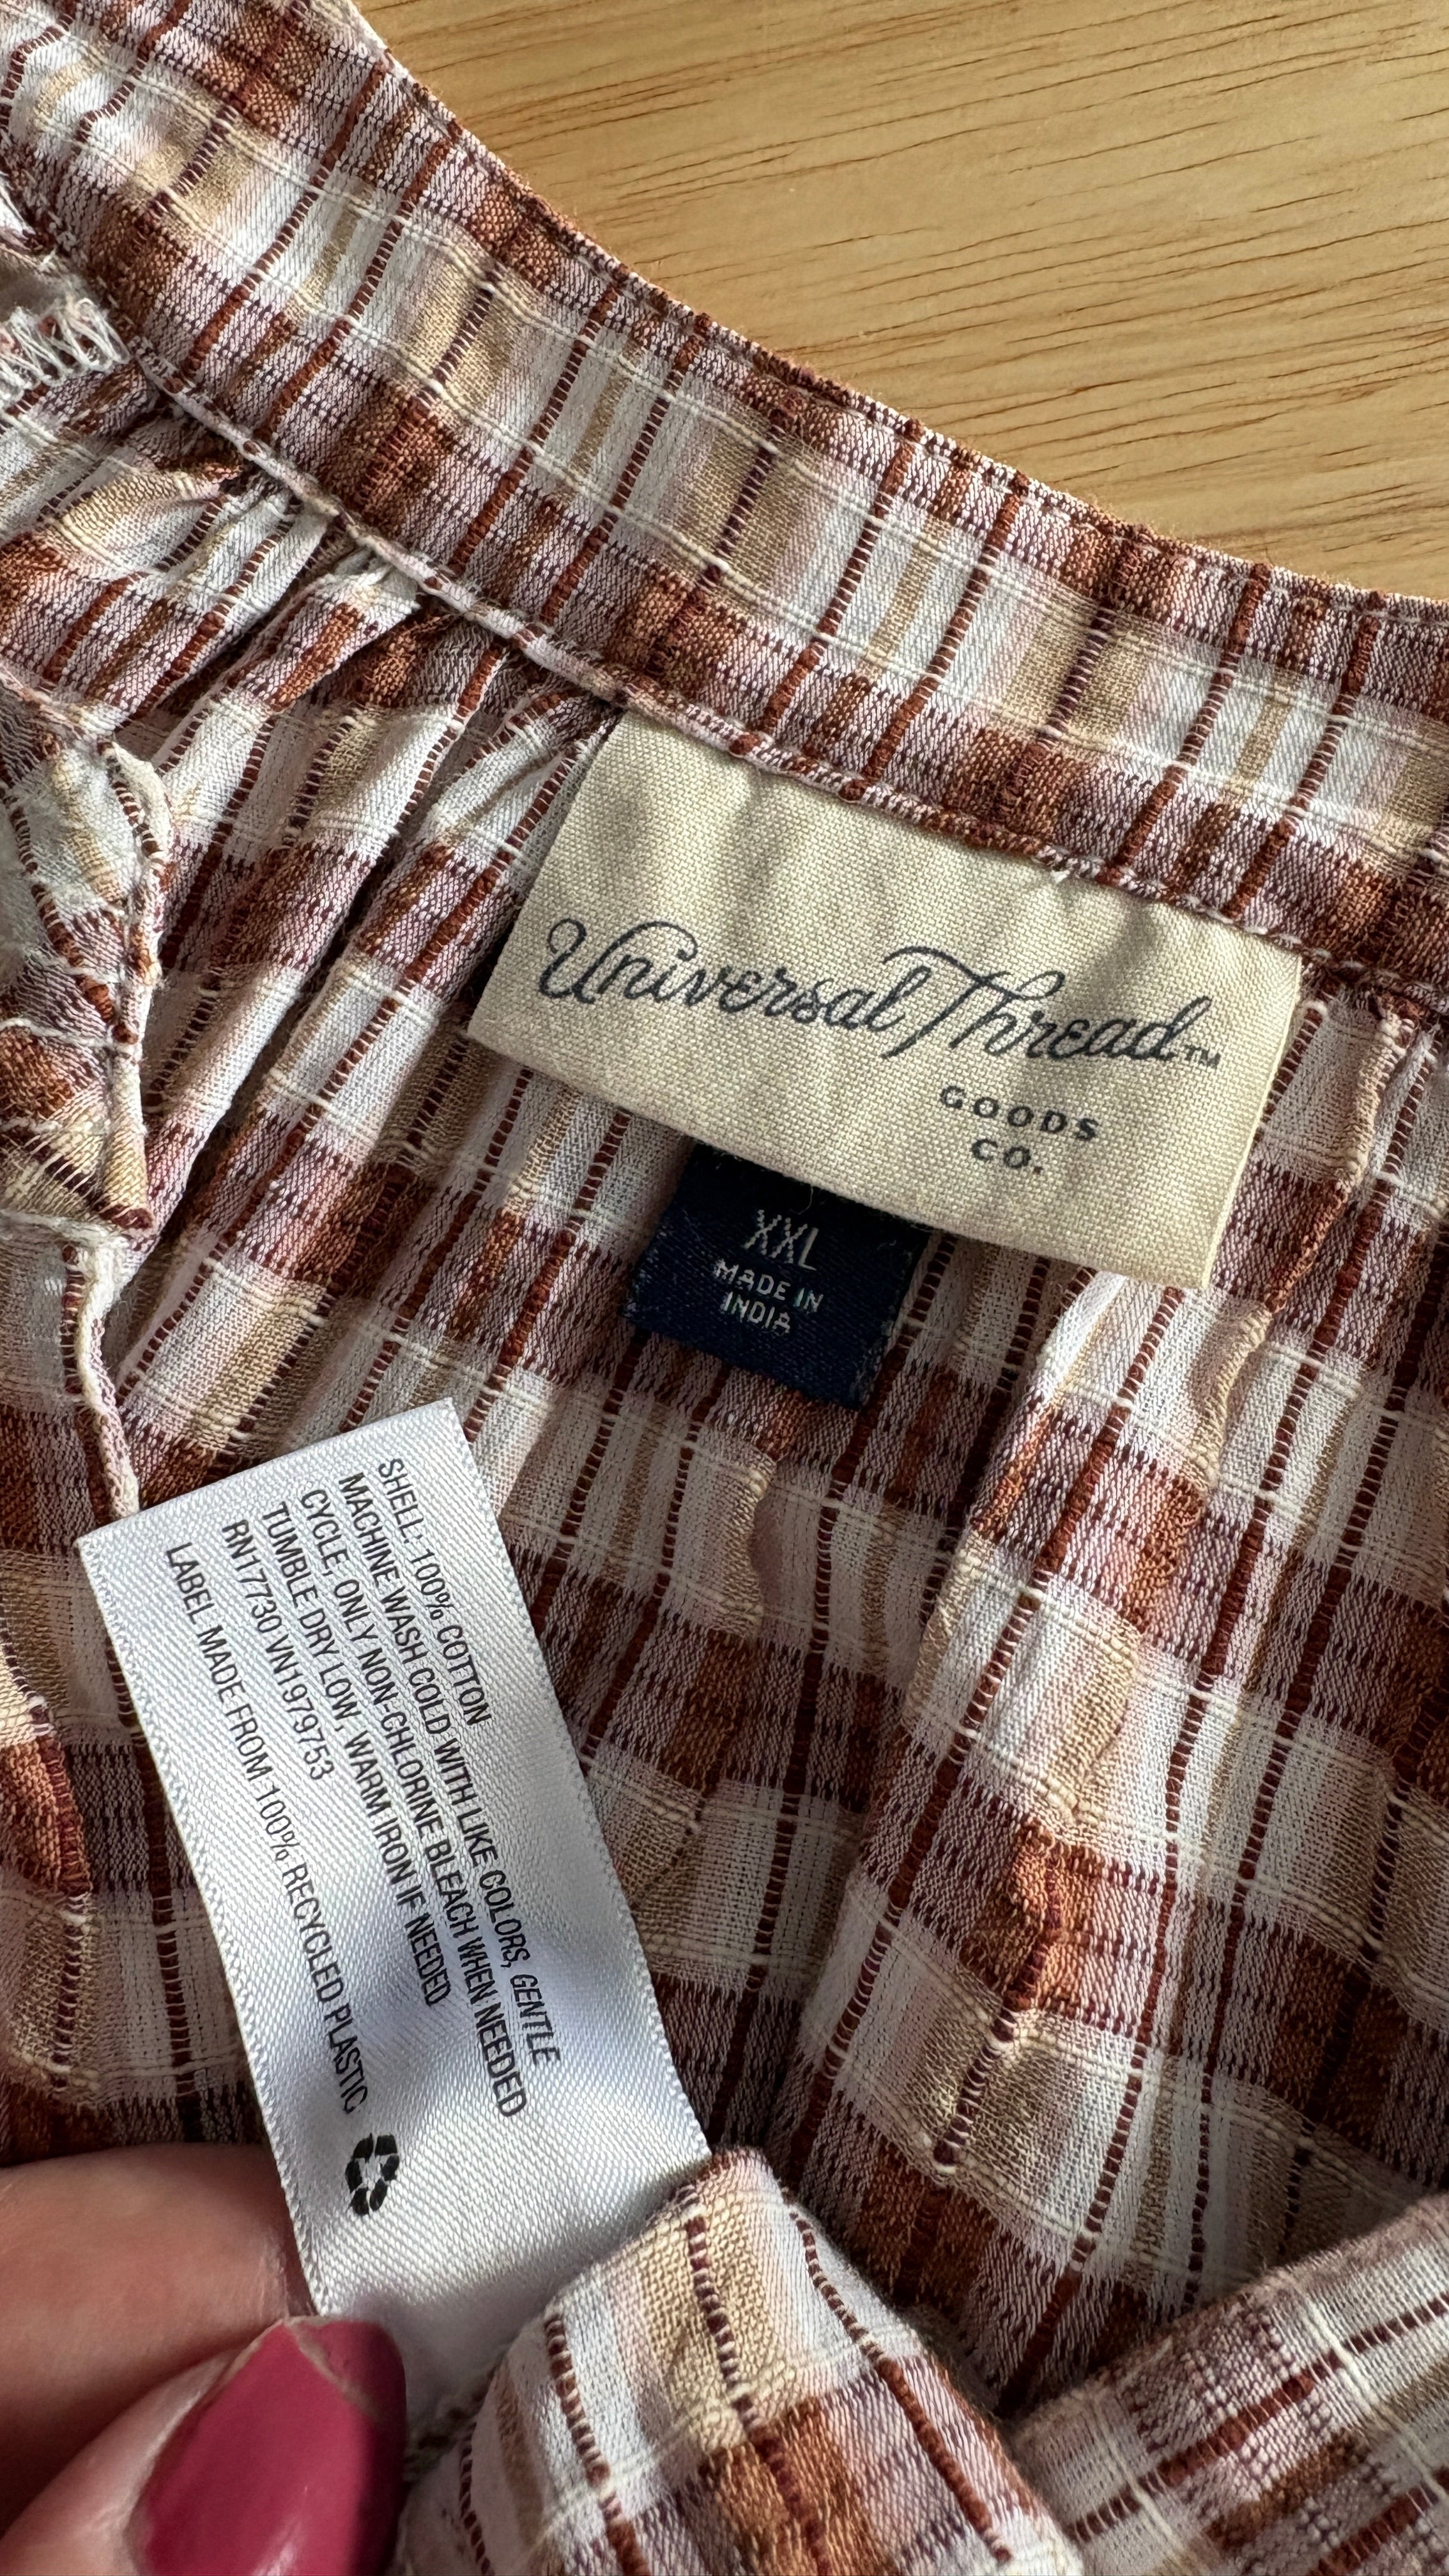 Universal Thread™
GOODS
CO.
XXL
MADE IN
INDIA
SHELL: 100% COTTON
MACHINE WASH COLD WITH LIKE COLORS, GENTLE
CYCLE, ONLY NON-CHLORINE BLEACH WHEN NEEDED
TUMBLE DRY LOW, WARM IRON IF NEEDED
RN17730 VN1979753
LABEL MADE FROM 100% RECYCLED PLASTIC